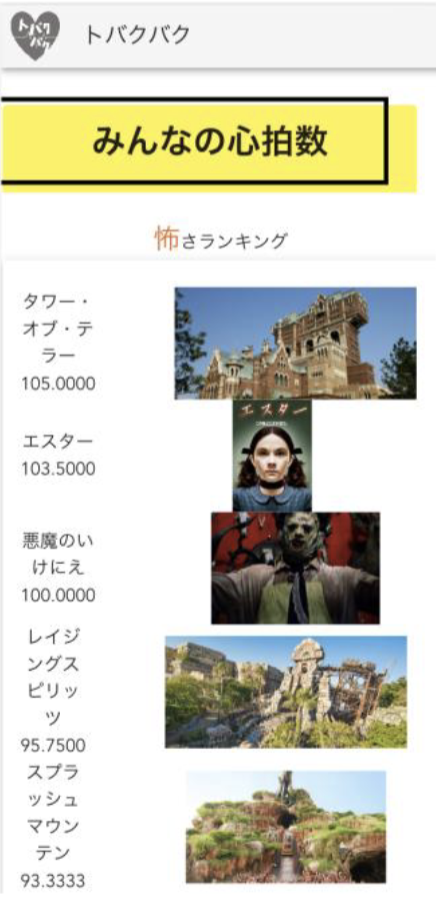 トバク
バク
トバクバク
みんなの心拍数
怖さランキング
タワー・
オブ・テ
ラー
105.0000
エスター
エスター
103.5000
悪魔のい
けにえ
100.0000
レイジ
ングス
ピリッ
ツ
95.7500
スプラ
ッシュ
マウン
テン
93.3333